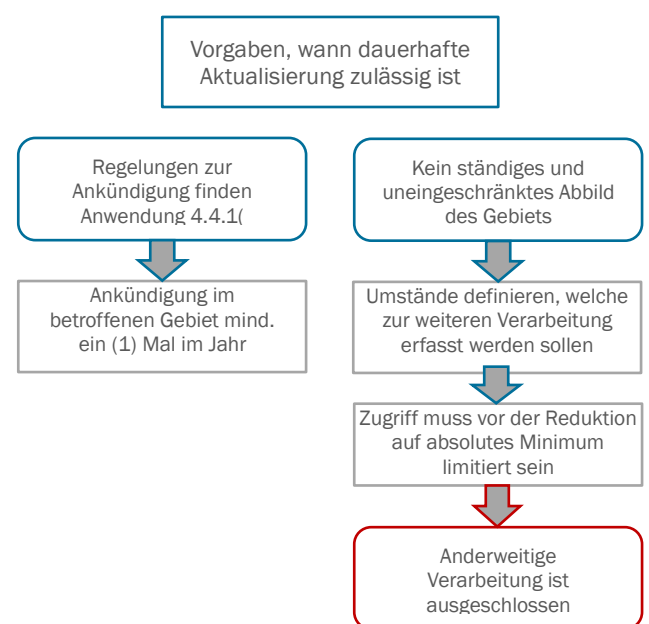 Vorgaben, wann dauerhafte
Aktualisierung zulässig ist
Regelungen zur
Ankündigung finden
Anwendung 4.4.1(
Ankündigung im
betroffenen Gebiet mind.
ein (1) Mal im Jahr
Kein ständiges und
uneingeschränktes Abbild
des Gebiets
Umstände definieren, welche
zur weiteren Verarbeitung
erfasst werden sollen
Zugriff muss vor der Reduktion
auf absolutes Minimum
limitiert sein
Anderweitige
Verarbeitung ist
ausgeschlossen